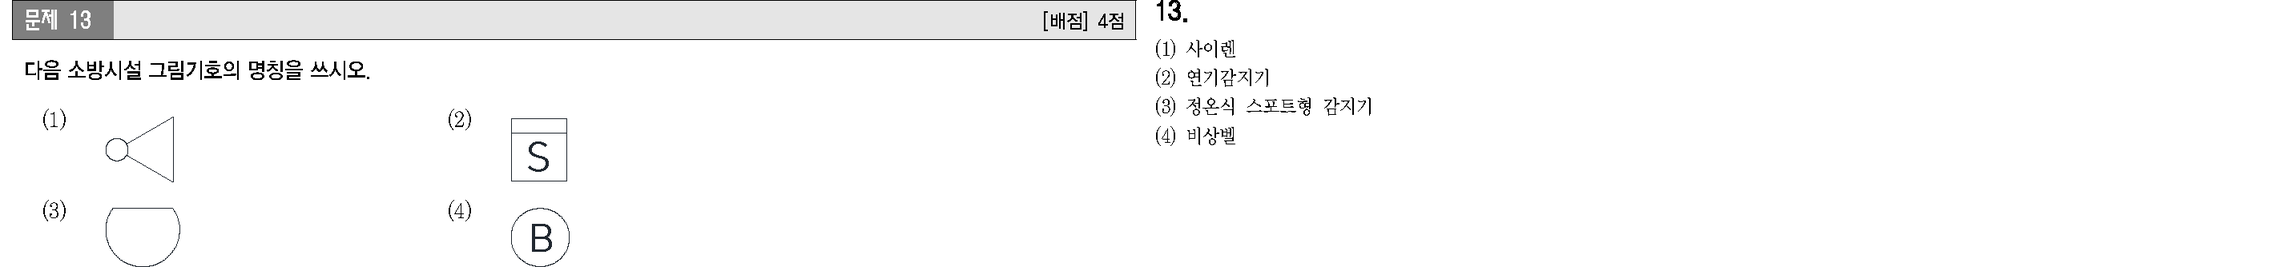 문제 13
[배점] 4점
다음 소방시설 그림기호의 명칭을 쓰시오.
(1)
(2)
S
(3)
(4)
B
13.
(1) 사이렌
(2) 연기감지기
(3) 정온식 스포트형 감지기
(4) 비상벨